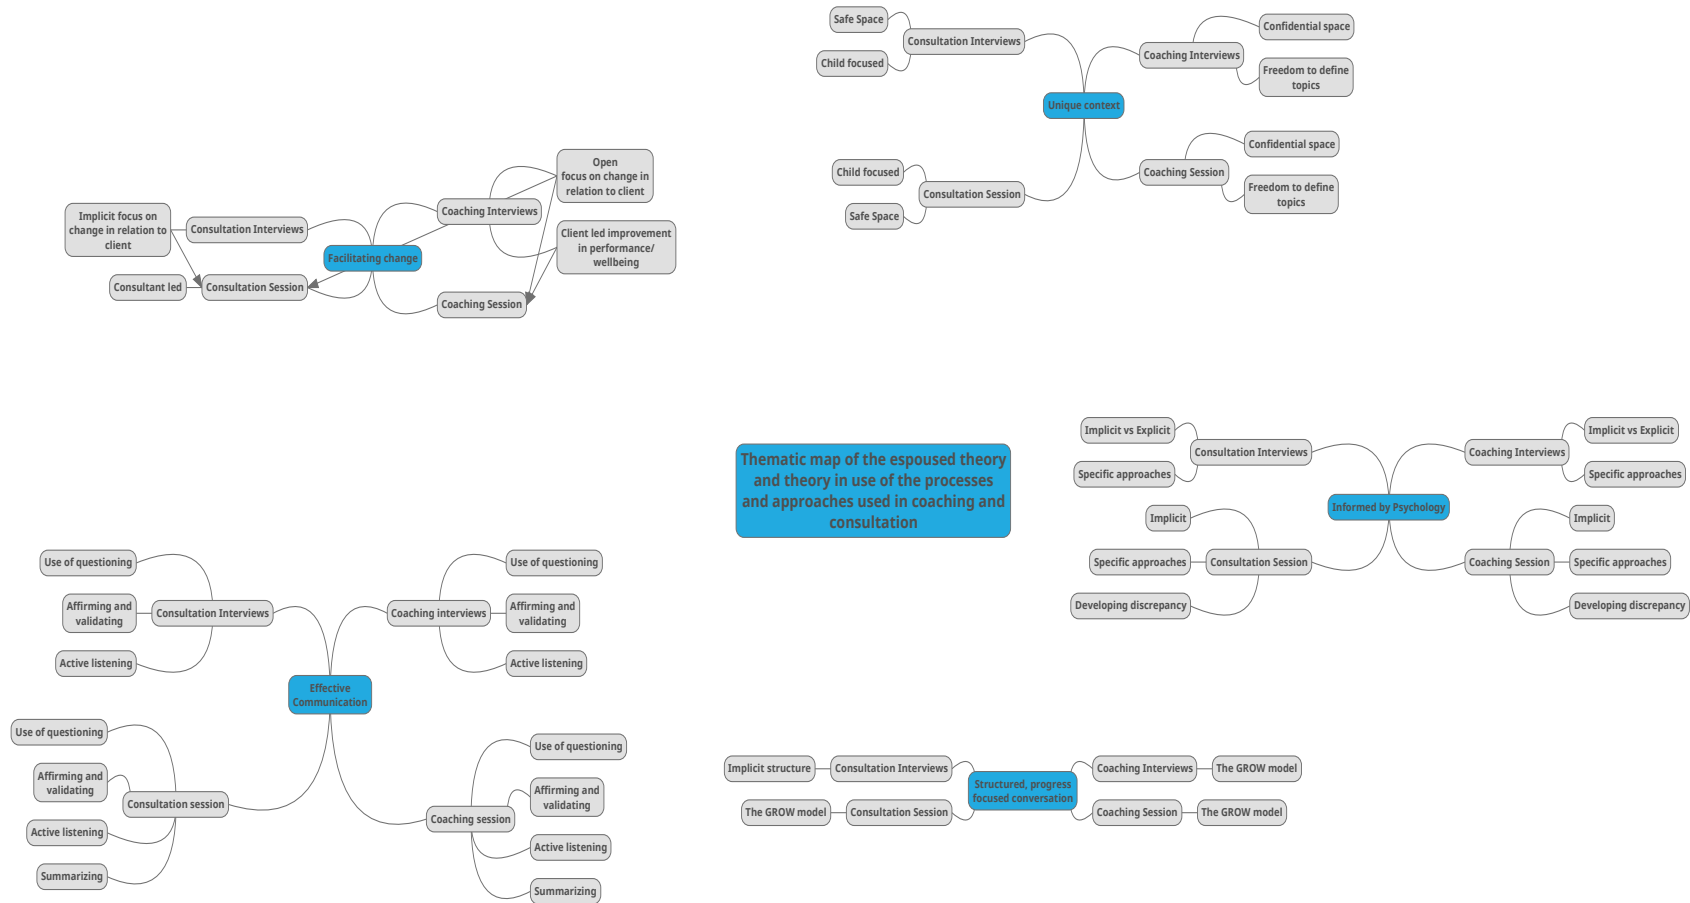 Safe Space
Consultation Interviews
Child focused
Confidential space
Coaching Interviews
Freedom to define
topics
Unique context
Child focused
Consultation Session
Safe Space
Confidential space
Coaching Session
Freedom to define
topics
Implicit focus on
change in relation to
client
Consultation Interviews
Consultant led
Consultation Session
Facilitating change
Open
focus on change in
relation to client
Coaching Interviews
Client led improvement
in performance/
wellbeing
Coaching Session
Thematic map of the espoused theory
and theory in use of the processes
and approaches used in coaching and
consultation
Implicit vs Explicit
Consultation Interviews
Specific approaches
Implicit
Specific approaches
Consultation Session
Developing discrepancy
Informed by Psychology
Implicit vs Explicit
Coaching Interviews
Specific approaches
Implicit
Coaching Session
Specific approaches
Developing discrepancy
Use of questioning
Affirming and
validating
Consultation Interviews
Active listening
Use of questioning
Coaching interviews
Affirming and
validating
Active listening
Effective
Communication
Use of questioning
Affirming and
validating
Consultation session
Active listening
Summarizing
Use of questioning
Affirming and
validating
Coaching session
Active listening
Summarizing
Implicit structure
Consultation Interviews
The GROW model
Consultation Session
Structured, progress
focused conversation
Coaching Interviews
The GROW model
Coaching Session
The GROW model